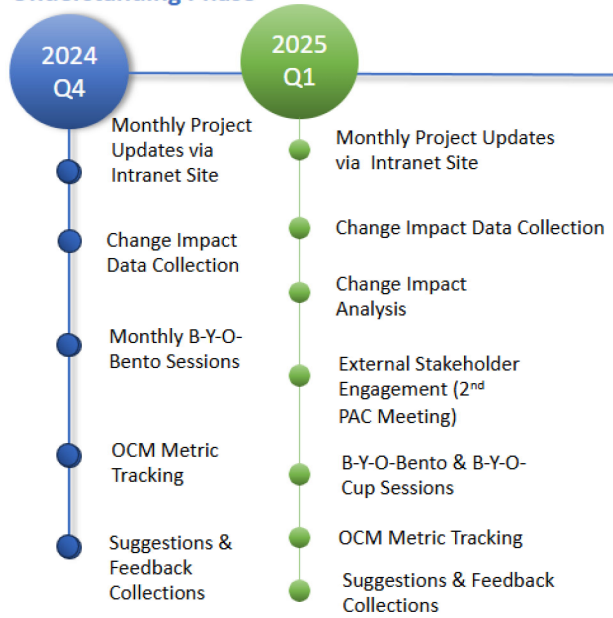 Understanding Phase
2024
Q4
Monthly Project
Updates via
Intranet Site
Change Impact
Data Collection
Monthly B-Y-O-
Bento Sessions
OCM Metric
Tracking
Suggestions &
Feedback
Collections
2025
Q1
Monthly Project Updates
via Intranet Site
Change Impact Data Collection
Change Impact
Analysis
External Stakeholder
Engagement (2nd
PAC Meeting)
B-Y-O-Bento & B-Y-O-
Cup Sessions
OCM Metric Tracking
Suggestions & Feedback
Collections